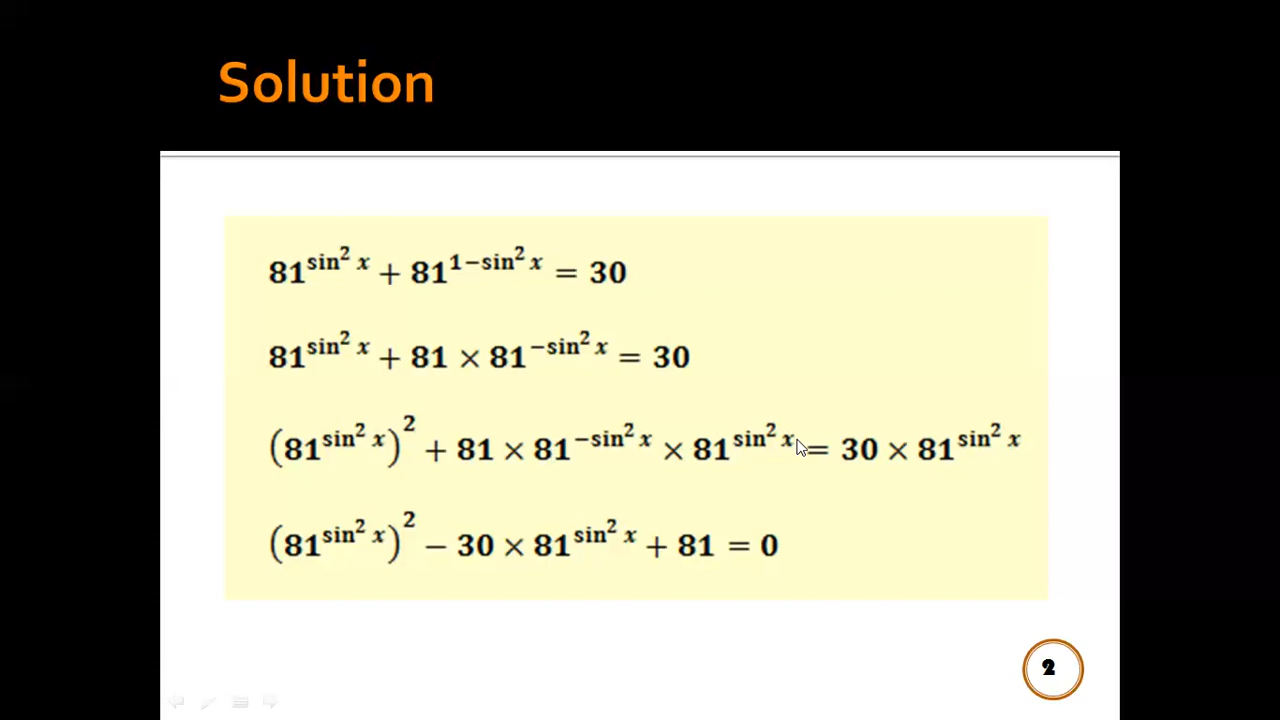 Solution
81^{sin² x} + 81^{1−sin² x} = 30
81^{sin² x} + 81 × 81^{−sin² x} = 30
(81^{sin² x})² + 81 × 81^{−sin² x} × 81^{sin² x} = 30 × 81^{sin² x}
(81^{sin² x})² − 30 × 81^{sin² x} + 81 = 0
2